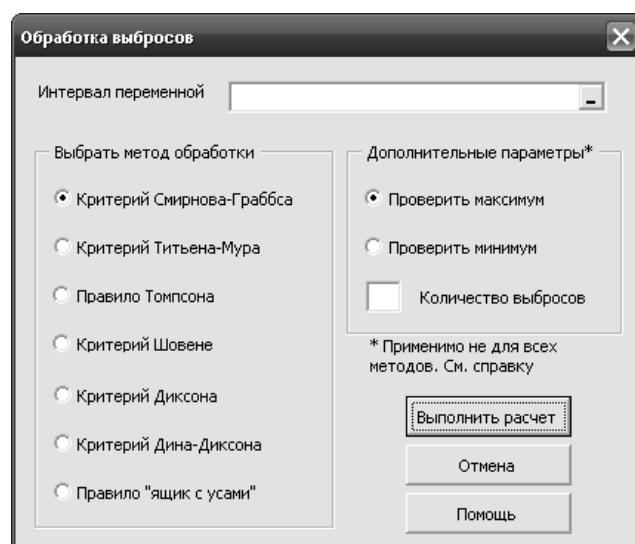 Обработка выбросов
Интервал переменной
Выбрать метод обработки
Критерий Смирнова-Граббса
Критерий Титьена-Мура
Правило Томпсона
Критерий Шовене
Критерий Диксона
Критерий Дина-Диксона
Правило "ящик с усами"
Дополнительные параметры*
Проверить максимум
Проверить минимум
Количество выбросов
* Применимо не для всех
методов. См. справку
Выполнить расчет
Отмена
Помощь